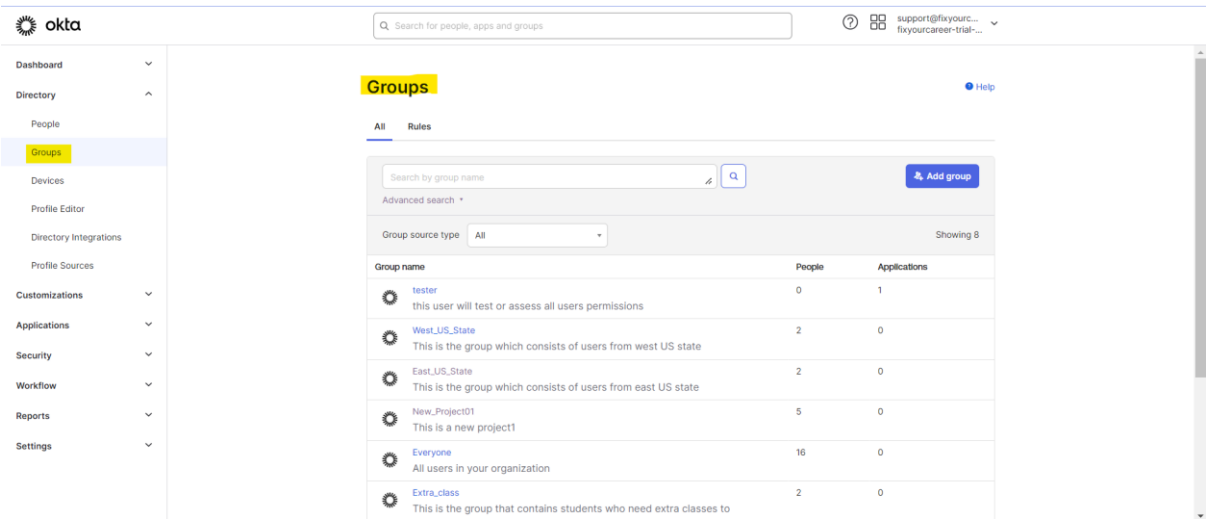 okta
Search for people, apps and groups
support@fixyourc...
fixyourcareer-trial-...
Dashboard
Directory
People
Groups
Devices
Profile Editor
Directory Integrations
Profile Sources
Customizations
Applications
Security
Workflow
Reports
Settings
Groups
Help
All Rules
Search by group name
Add group
Advanced search
Group source type All Showing 8
Group name People Applications
tester 0 1
this user will test or assess all users permissions
West_US_State 2 0
This is the group which consists of users from west US state
East_US_State 2 0
This is the group which consists of users from east US state
New_Project01 5 0
This is a new project1
Everyone 16 0
All users in your organization
Extra_class 2 0
This is the group that contains students who need extra classes to